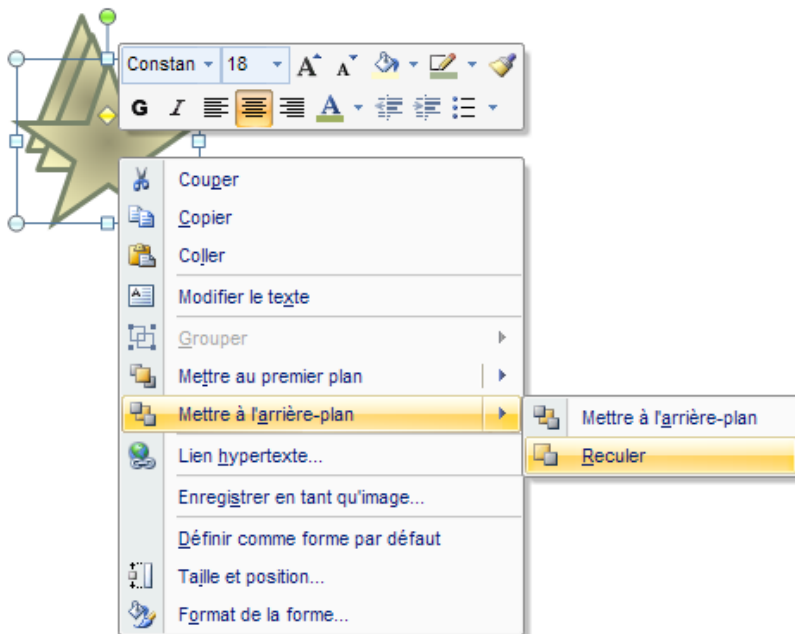 Constan 18 A A
G I A
Couper
Copier
Coller
Modifier le texte
Grouper
Mettre au premier plan
Mettre à l'arrière-plan
Mettre à l'arrière-plan
Lien hypertexte...
Reculer
Enregistrer en tant qu'image...
Définir comme forme par défaut
Taille et position...
Format de la forme...